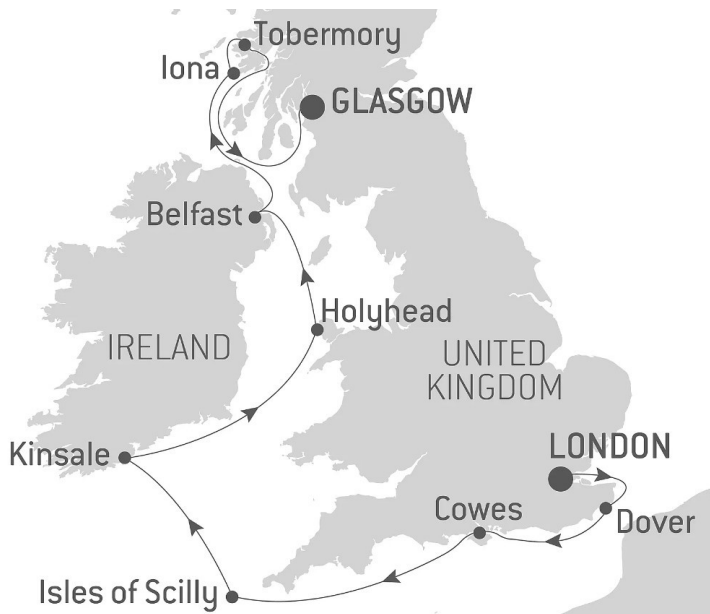 Tobermory
Iona
GLASGOW
Belfast
Holyhead
IRELAND
UNITED
KINGDOM
Kinsale
LONDON
Cowes
Dover
Isles of Scilly